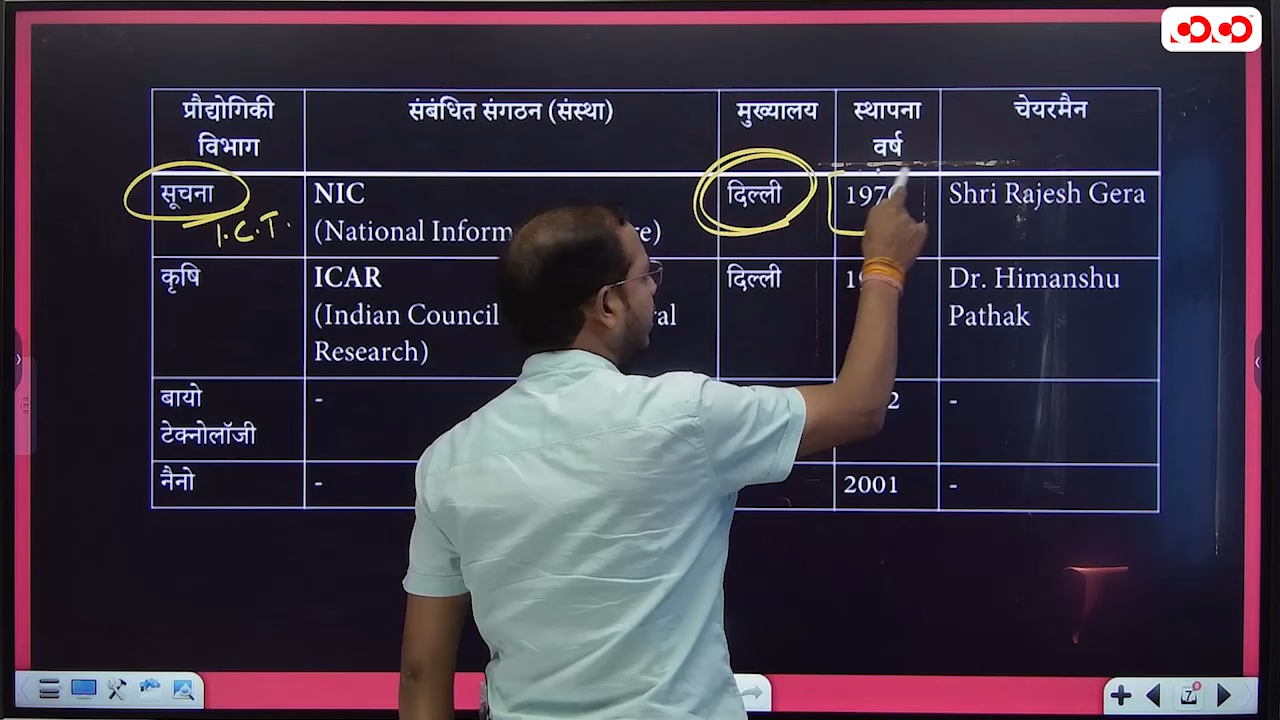 प्रौद्योगिकी विभाग
संबंधित संगठन (संस्था)
मुख्यालय
स्थापना वर्ष
चेयरमैन
सूचना
I.C.T.
NIC
(National
दिल्ली
Shri Rajesh Gera
कृषि
ICAR
(Indian Council
Research)
दिल्ली
Dr. Himanshu
Pathak
बायो
टेक्नोलॉजी
-
-
नैनो
-
2001
-
7